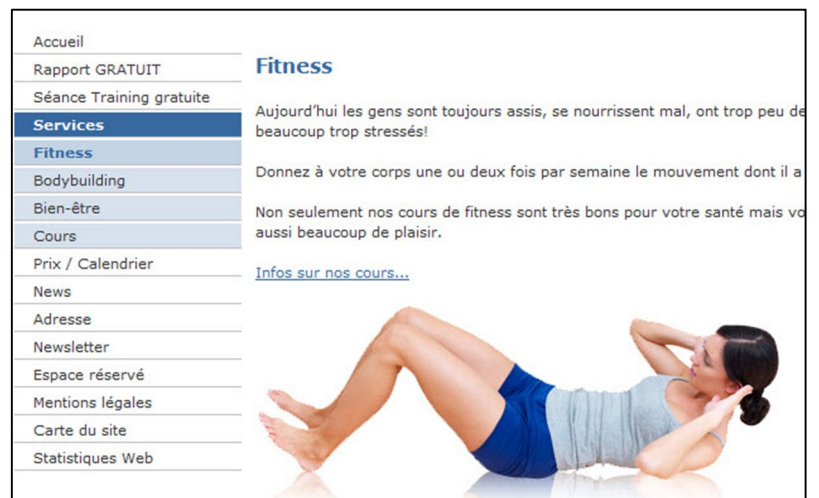 Accueil
Rapport GRATUIT
Séance Training gratuite
Services
Fitness
Bodybuilding
Bien-être
Cours
Prix / Calendrier
News
Adresse
Newsletter
Espace réservé
Mentions légales
Carte du site
Statistiques Web
Fitness
Aujourd'hui les gens sont toujours assis, se nourrissent mal, ont trop peu de
beaucoup trop stressés!
Donnez à votre corps une ou deux fois par semaine le mouvement dont il a
Non seulement nos cours de fitness sont très bons pour votre santé mais vo
aussi beaucoup de plaisir.
Infos sur nos cours...